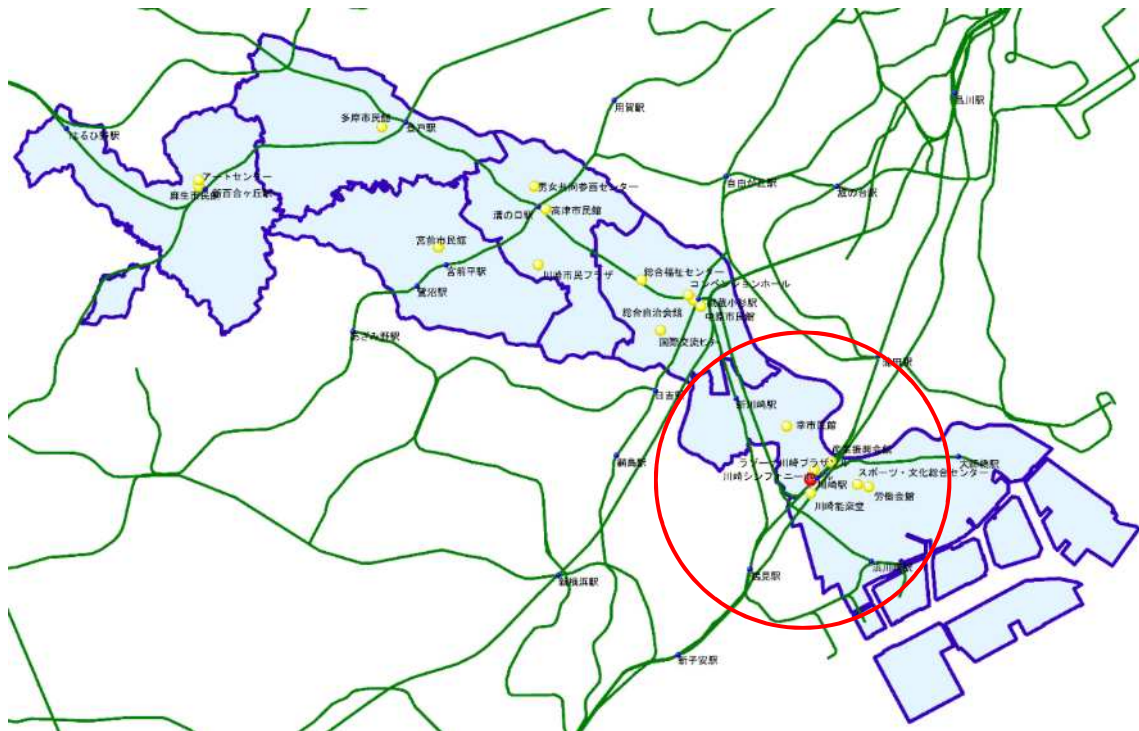 多摩市民館
登戸駅
用賀駅
品川駅
はるひ野駅
アートセンター
麻生市民館
新百合ヶ丘駅
男女共同参画センター
自由が丘駅
旗の台駅
溝の口駅
高津市民館
宮前市民館
川崎市民プラザ
宮前平駅
総合福祉センター
コンベンションホール
鷺沼駅
武蔵小杉駅
総合自治会館
中原市民館
あざみ野駅
国際交流センター
蒲田駅
日吉駅
新川崎駅
幸市民館
産業振興会館
綱島駅
ラゾーナ川崎プラザソル
大師橋駅
川崎シンフォニーホール
スポーツ・文化総合センター
川崎駅
労働会館
川崎能楽堂
浜川崎駅
鶴見駅
新横浜駅
新子安駅